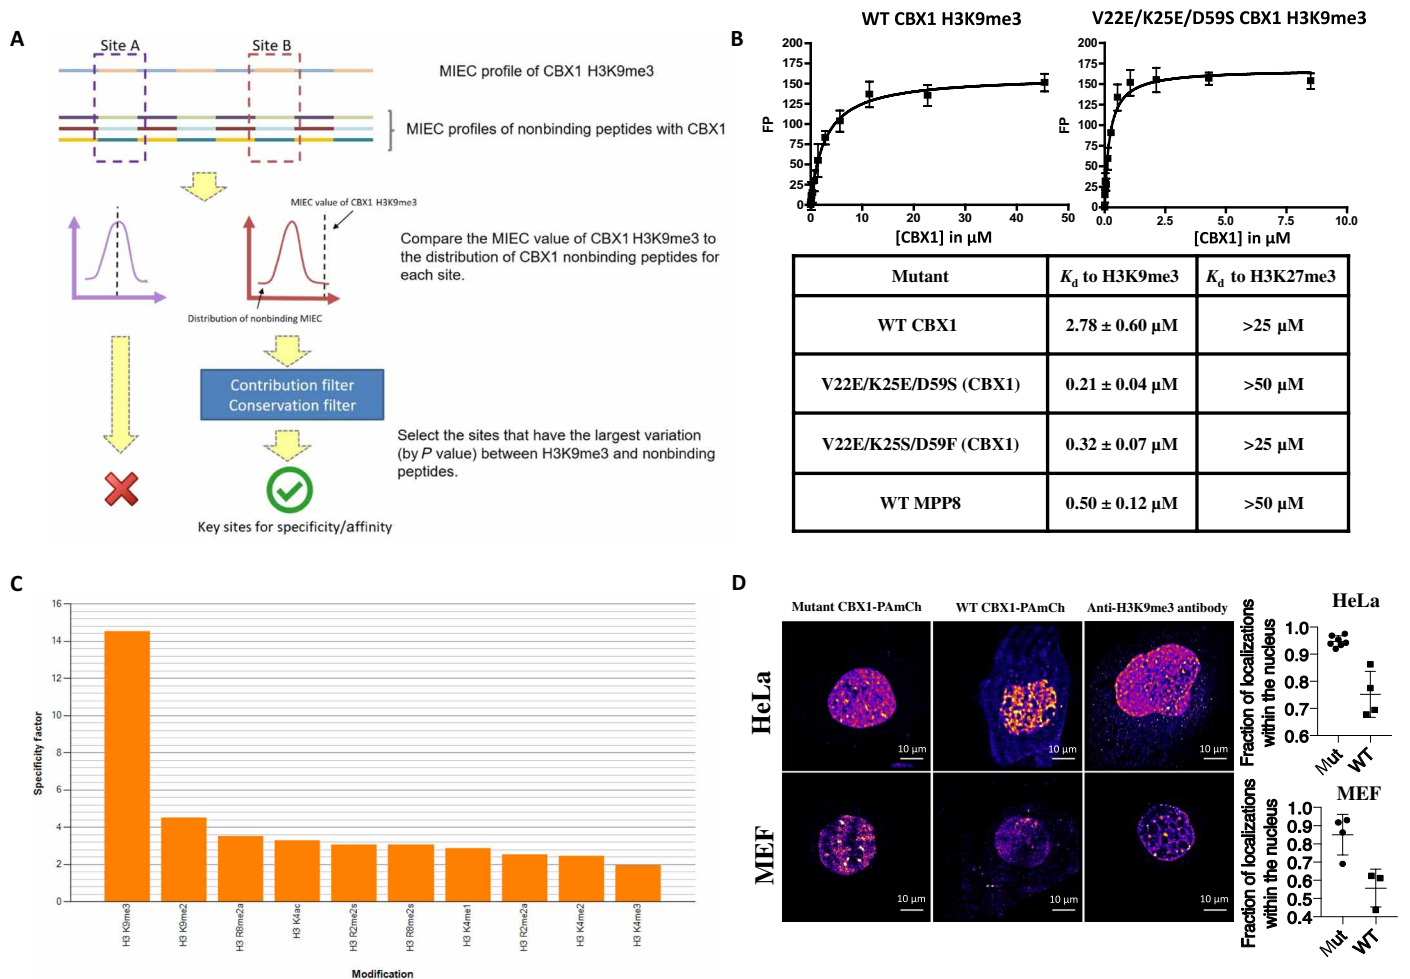 A
Site A
Site B
MIEC profile of CBX1 H3K9me3
MIEC profiles of nonbinding peptides with CBX1
MIEC value of CBX1 H3K9me3
Compare the MIEC value of CBX1 H3K9me3 to
the distribution of CBX1 nonbinding peptides for
each site.
Distribution of nonbinding MIEC
Contribution filter
Conservation filter
Select the sites that have the largest variation
(by P value) between H3K9me3 and nonbinding
peptides.
Key sites for specificity/affinity
B
WT CBX1 H3K9me3
200
175
150
125
100
75
50
25
0
FP
0 10 20 30 40 50
[CBX1] in µM
V22E/K25E/D59S CBX1 H3K9me3
200
175
150
125
100
75
50
25
0
FP
0.0 2.5 5.0 7.5 10.0
[CBX1] in µM
Mutant Kd to H3K9me3 Kd to H3K27me3
WT CBX1 2.78 ± 0.60 µM >25 µM
V22E/K25E/D59S (CBX1) 0.21 ± 0.04 µM >50 µM
V22E/K25S/D59F (CBX1) 0.32 ± 0.07 µM >25 µM
WT MPP8 0.50 ± 0.12 µM >50 µM
C
16
14
12
10
8
6
4
2
0
Specificity factor
H3 K9me3
H3 K9me2
H3 R8me2a
H3 K4ac
H3 R2me2s
H3 R8me2s
H3 K4me1
H3 R2me2a
H3 K4me2
H3 K4me3
Modification
D
Mutant CBX1-PAmCh
WT CBX1-PAmCh
Anti-H3K9me3 antibody
HeLa
10 µm
10 µm
10 µm
MEF
10 µm
10 µm
10 µm
HeLa
Fraction of localizations
within the nucleus
1.0
0.9
0.8
0.7
0.6
Mut
WT
MEF
Fraction of localizations
within the nucleus
1.0
0.9
0.8
0.7
0.6
0.5
0.4
Mut
WT